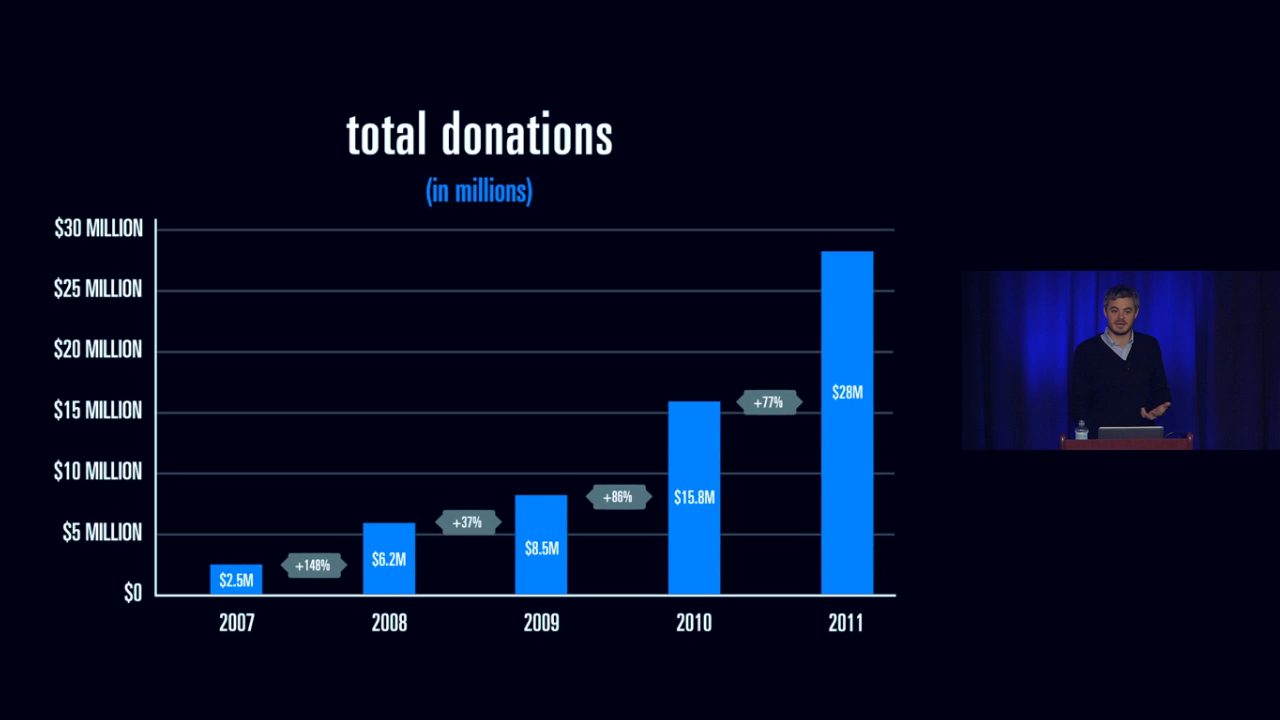 total donations
(in millions)
$30 MILLION
$25 MILLION
$20 MILLION
$15 MILLION
$10 MILLION
$5 MILLION
$0
$2.5M
+148%
$6.2M
+37%
$8.5M
+86%
$15.8M
+77%
$28M
2007 2008 2009 2010 2011